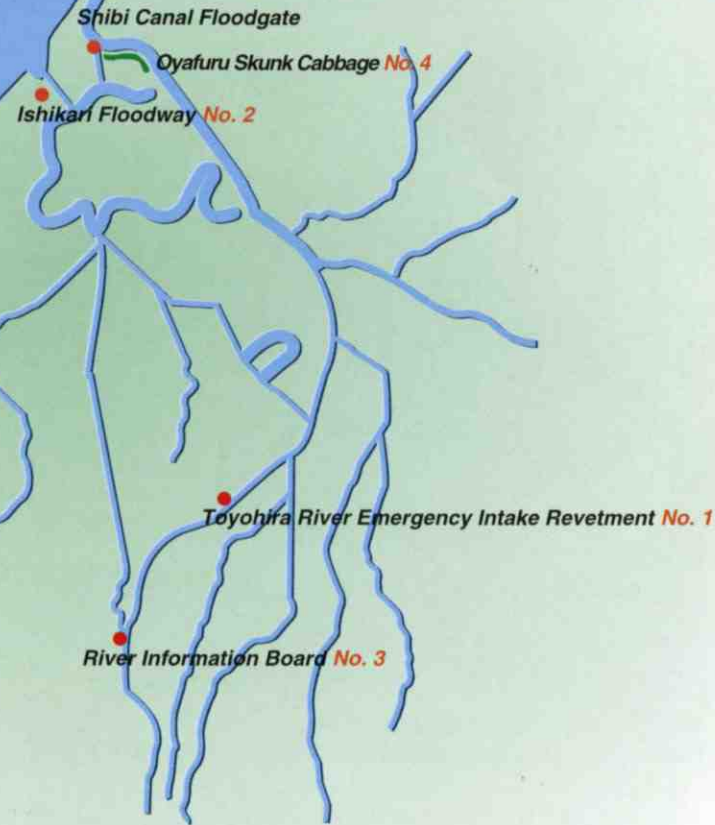 Shibi Canal Floodgate
Oyafuru Skunk Cabbage No. 4
Ishikari Floodway No. 2
Toyohira River Emergency Intake Revetment No. 1
River Information Board No. 3